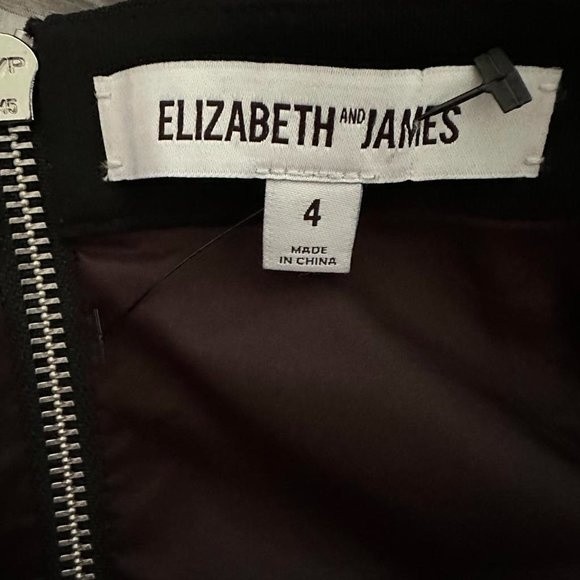 ELIZABETH AND JAMES
4
MADE
IN CHINA